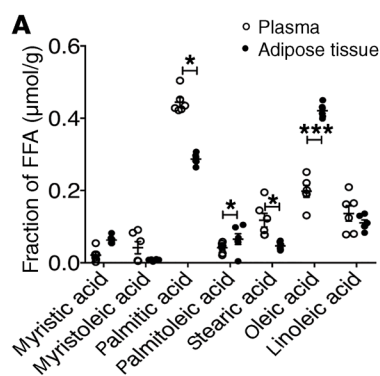 A
Plasma
Adipose tissue
Fraction of FFA (μmol/g)
0.6
0.4
0.2
0.0
*
*
*
***
Myristic acid
Myristoleic acid
Palmitic acid
Palmitoleic acid
Stearic acid
Oleic acid
Linoleic acid